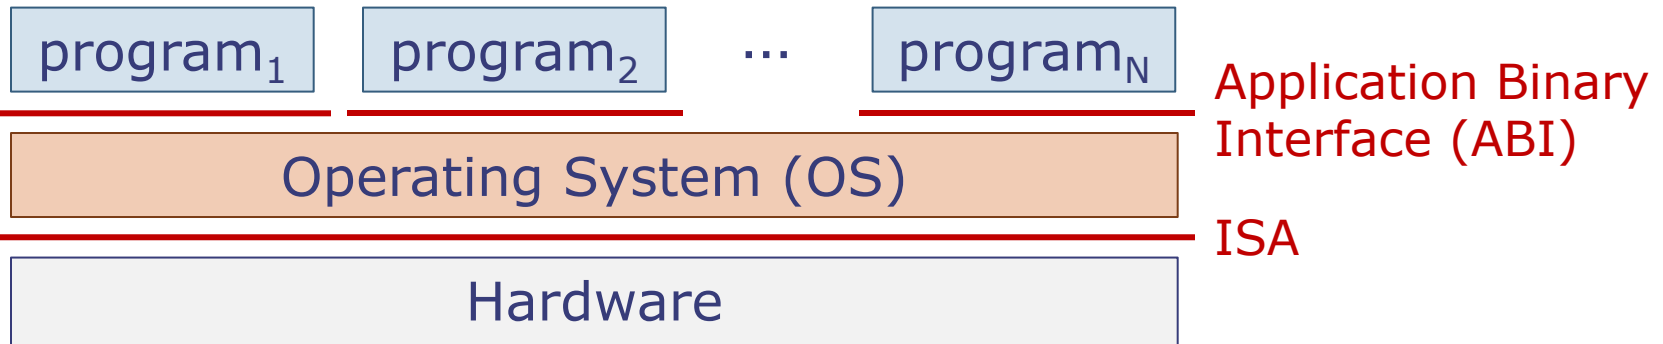 program₁ program₂ ... programN
Application Binary
Interface (ABI)
Operating System (OS)
ISA
Hardware